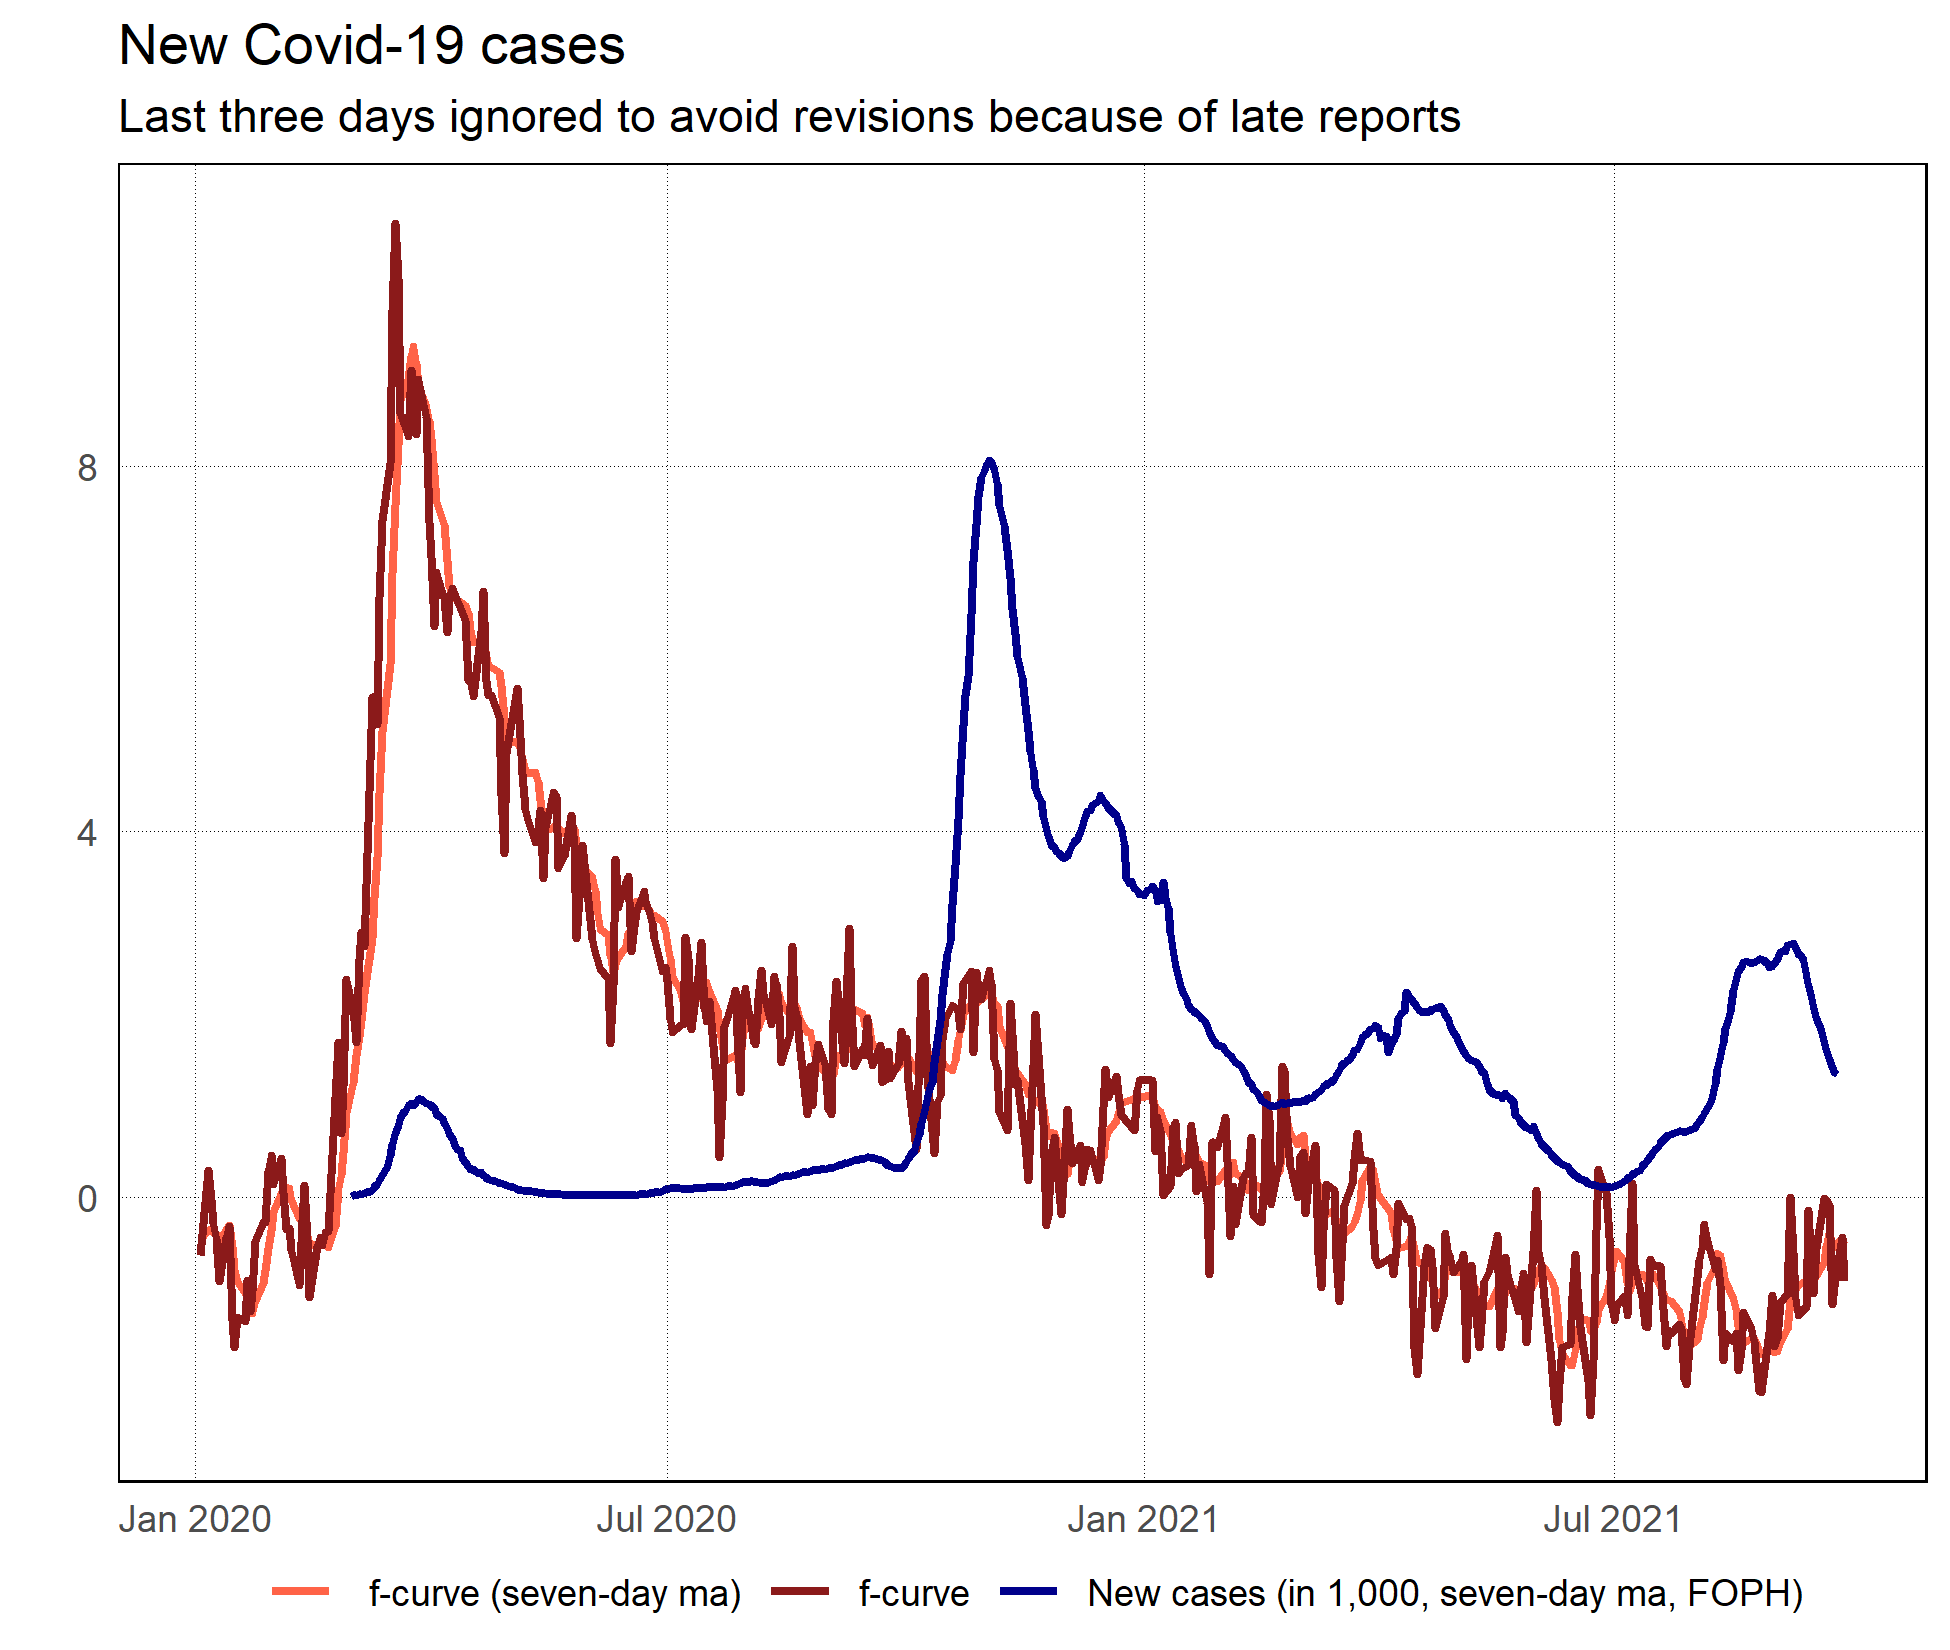 New Covid-19 cases
Last three days ignored to avoid revisions because of late reports
8
4
0
Jan 2020 Jul 2020 Jan 2021 Jul 2021
f-curve (seven-day ma) f-curve New cases (in 1,000, seven-day ma, FOPH)